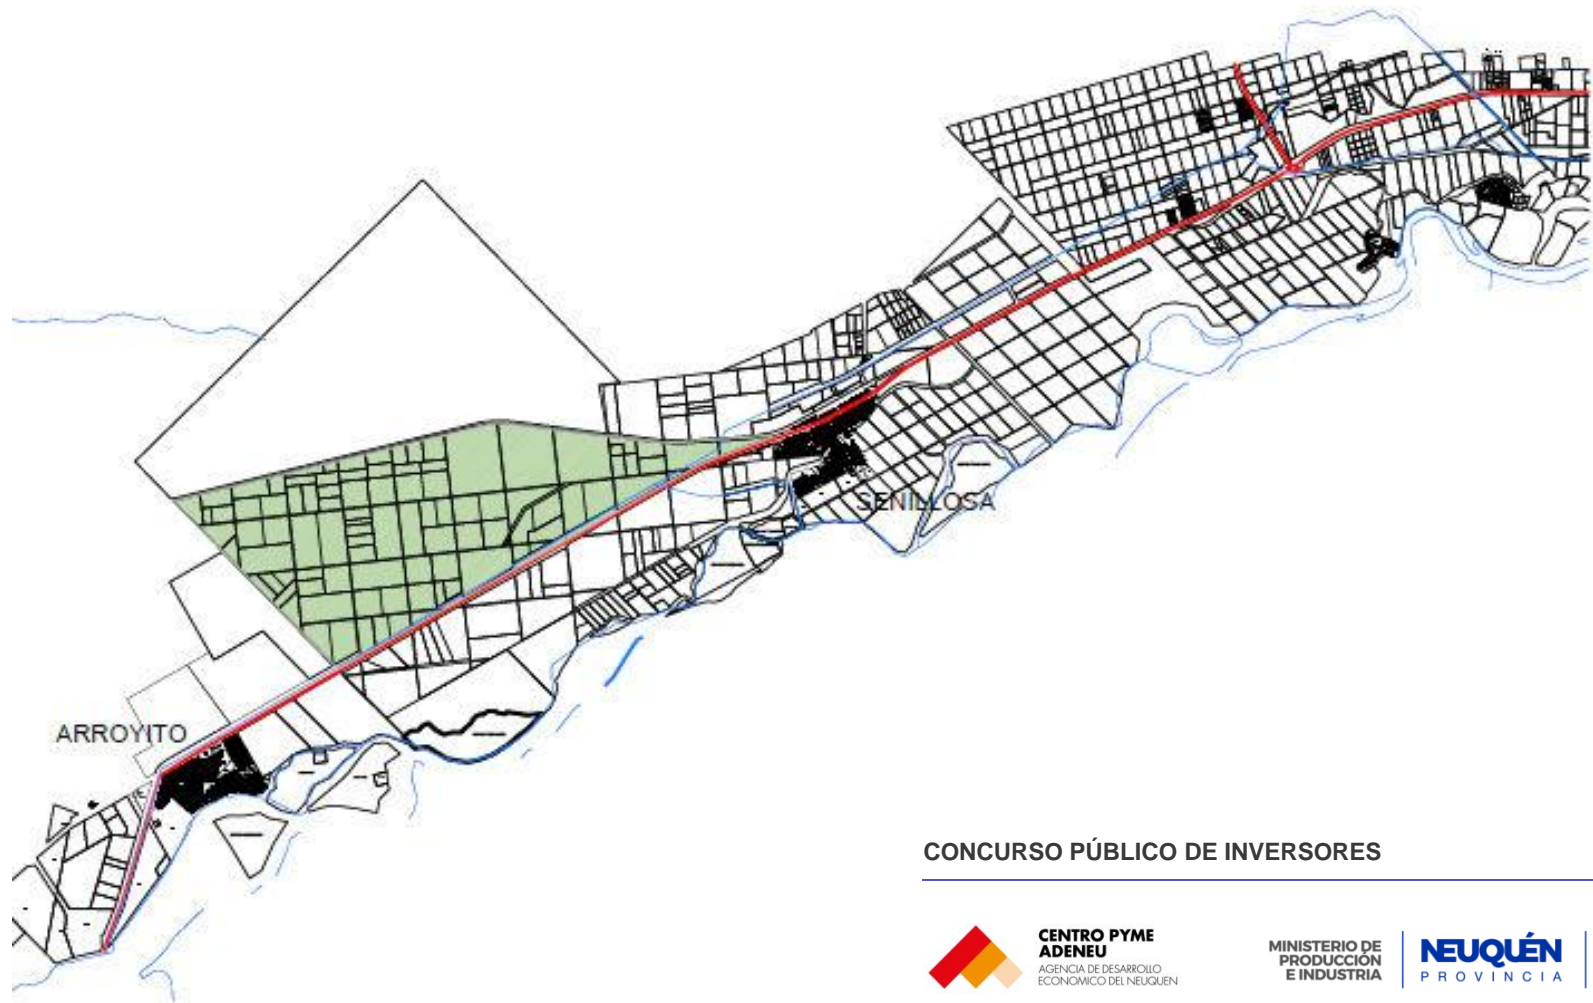 SENILLOSA
ARROYITO
CONCURSO PÚBLICO DE INVERSORES
CENTRO PYME
ADENEU
AGENCIA DE DESARROLLO
ECONOMICO DEL NEUQUEN
MINISTERIO DE
PRODUCCIÓN
E INDUSTRIA
NEUQUÉN
PROVINCIA